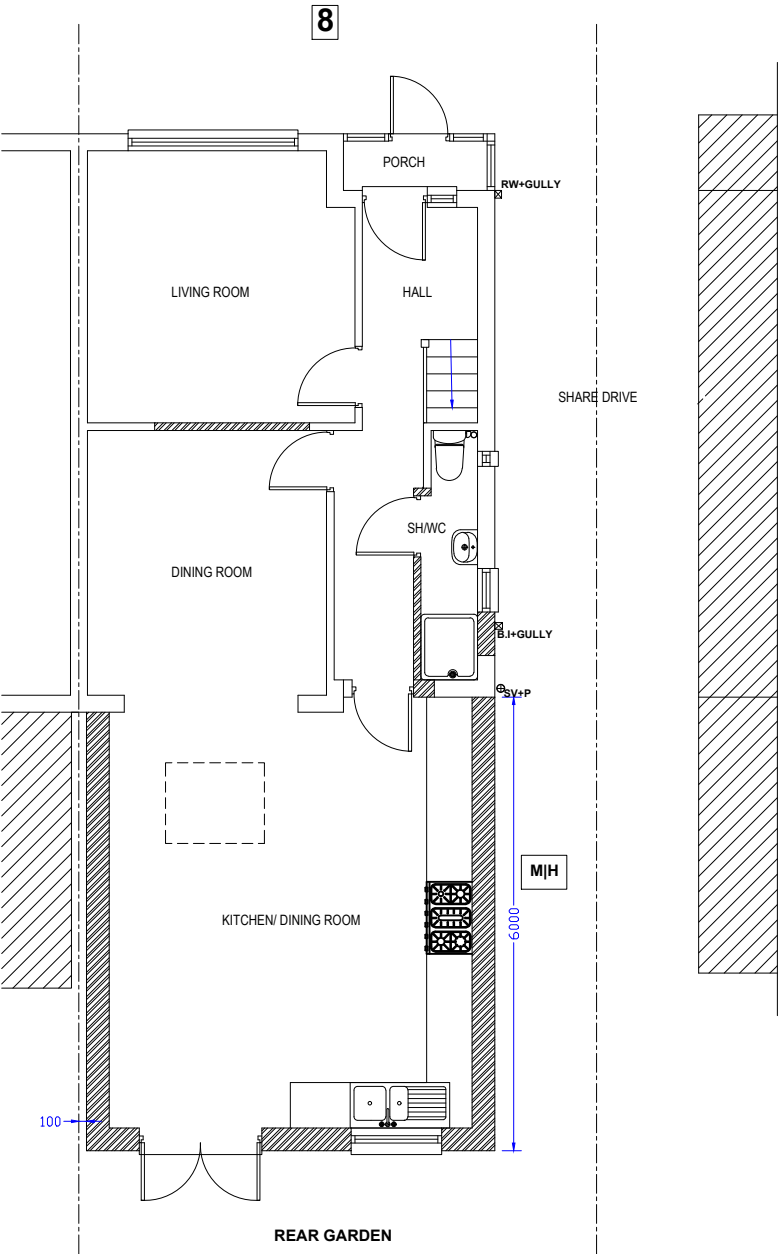 8
PORCH
RW+GULLY
LIVING ROOM
HALL
SHARE DRIVE
SH/WC
DINING ROOM
B.I+GULLY
SV+P
M|H
6000
KITCHEN/ DINING ROOM
100
REAR GARDEN